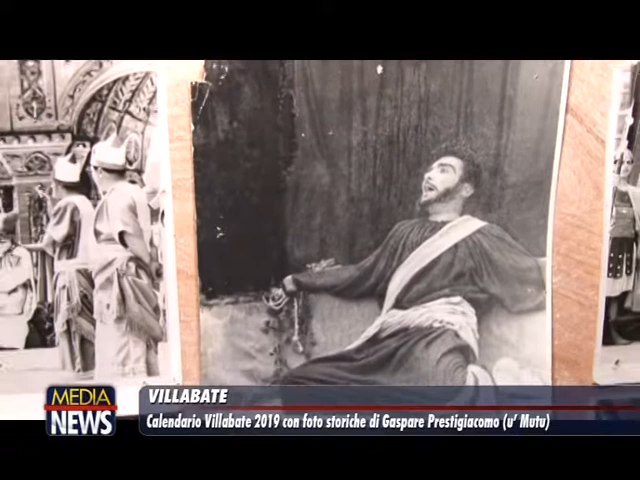 MEDIA
NEWS
VILLABATE
Calendario Villabate 2019 con foto storiche di Gaspare Prestigiacomo (u' Mutu)